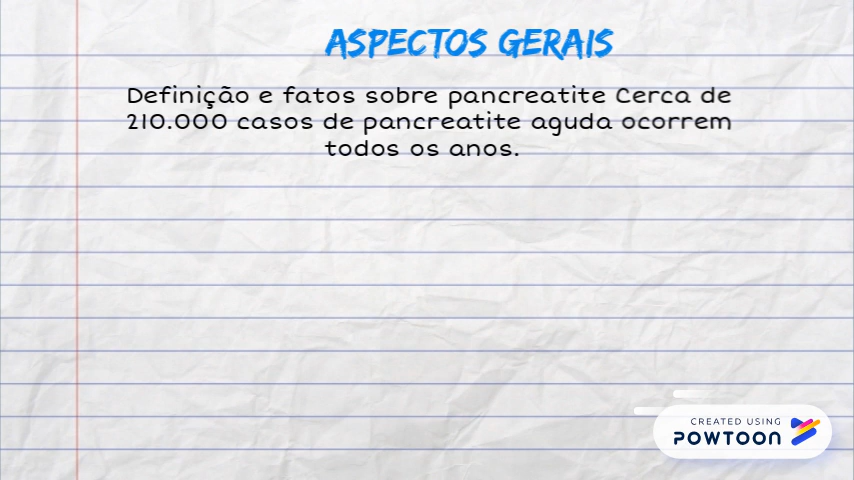 ASPECTOS GERAIS
Definição e fatos sobre pancreatite Cerca de
210.000 casos de pancreatite aguda ocorrem
todos os anos.
CREATED USING
POWTOON